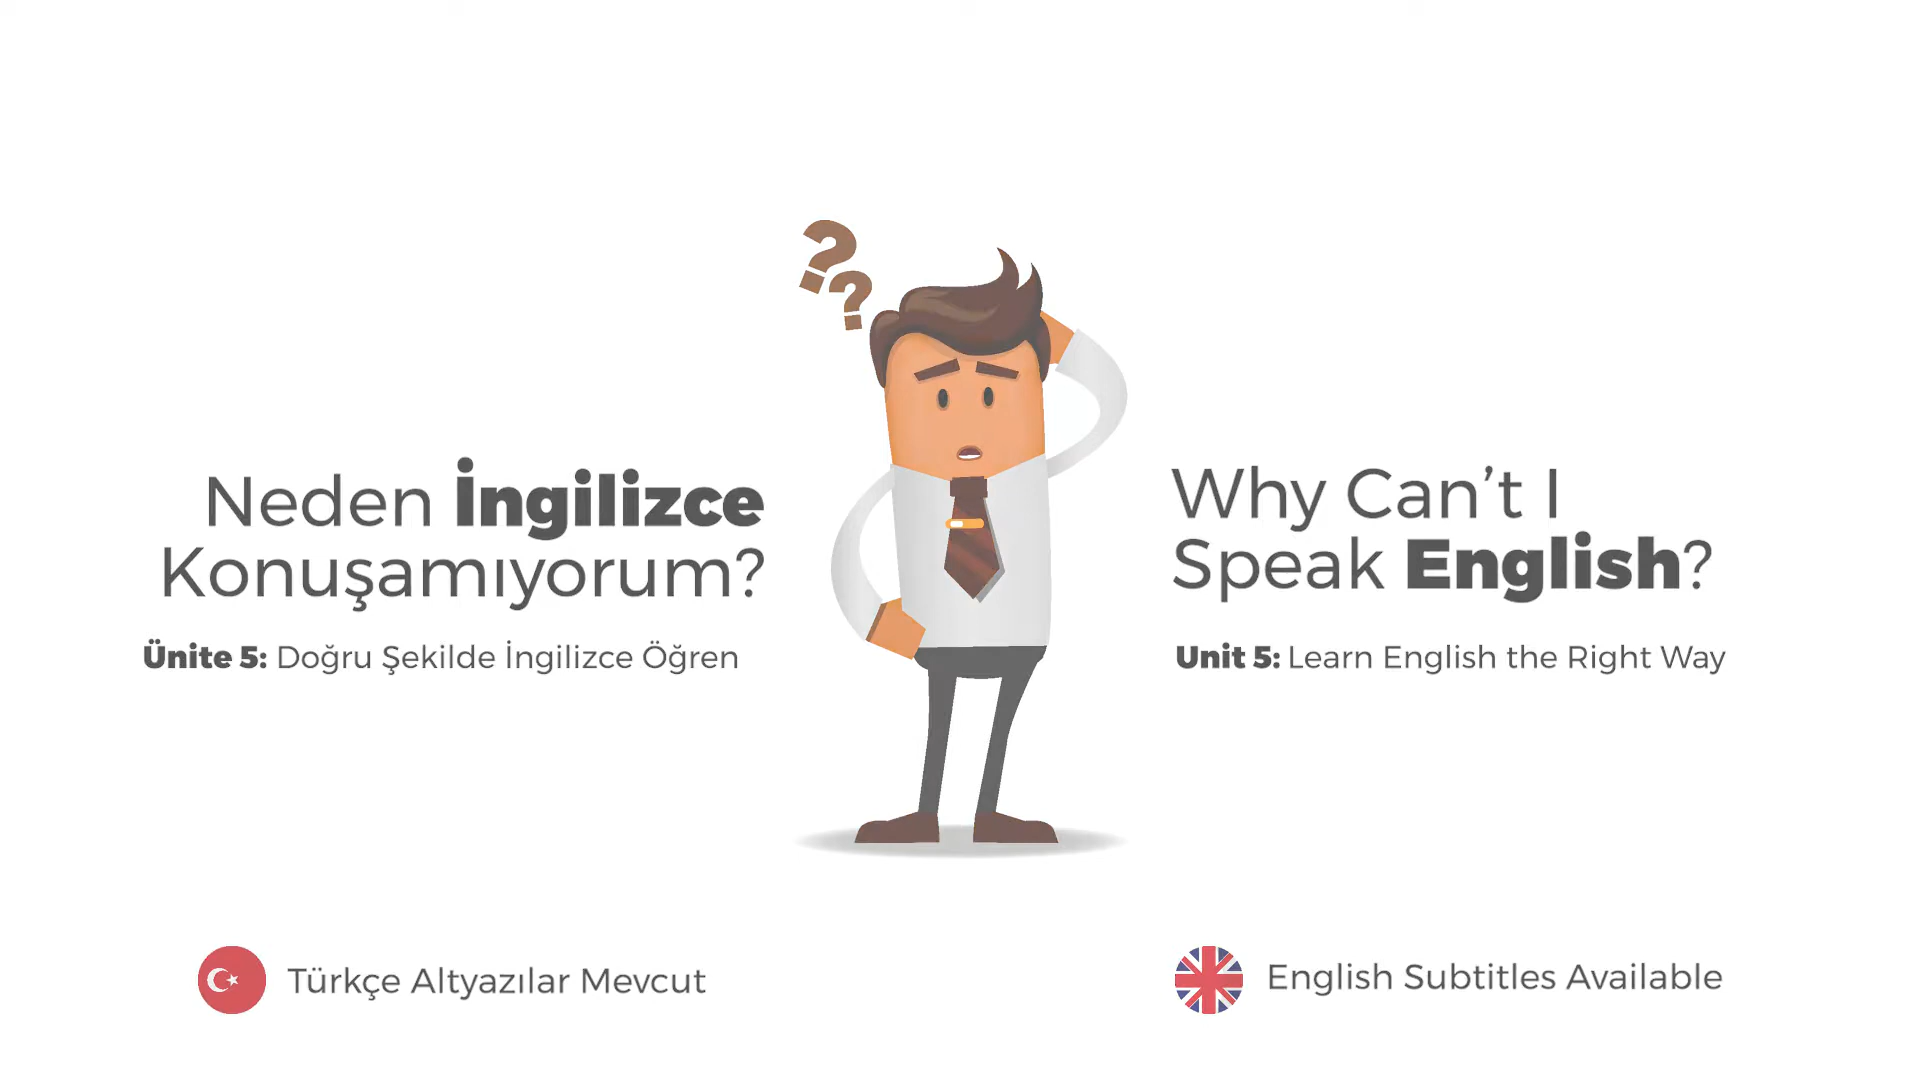 ??
Neden İngilizce
Konuşamıyorum?
Ünite 5: Doğru Şekilde İngilizce Öğren
Türkçe Altyazılar Mevcut
Why Can't I
Speak English?
Unit 5: Learn English the Right Way
English Subtitles Available